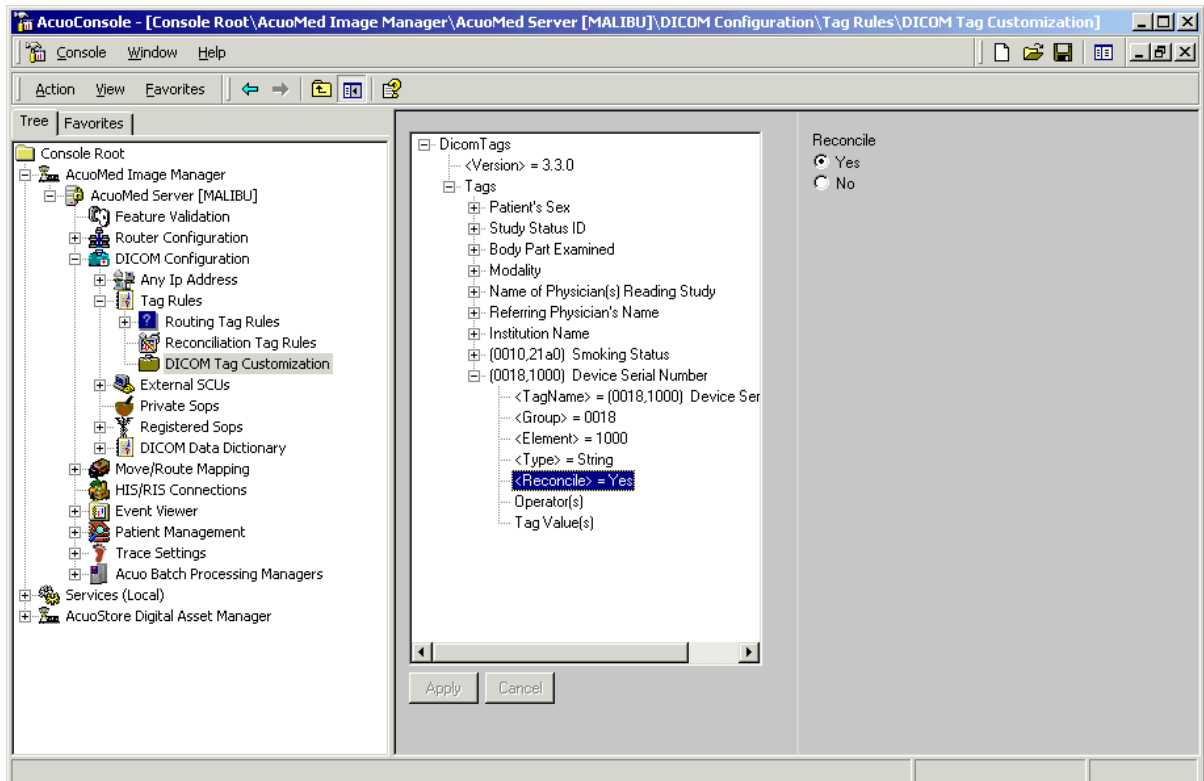 AcuoConsole - [Console Root\AcuoMed Image Manager\AcuoMed Server [MALIBU]\DICOM Configuration\Tag Rules\DICOM Tag Customization]
Console Window Help
Action View Favorites
Tree Favorites
Console Root
AcuoMed Image Manager
AcuoMed Server [MALIBU]
Feature Validation
Router Configuration
DICOM Configuration
Any Ip Address
Tag Rules
Routing Tag Rules
Reconciliation Tag Rules
DICOM Tag Customization
External SCUs
Private Sops
Registered Sops
DICOM Data Dictionary
Move/Route Mapping
HIS/RIS Connections
Event Viewer
Patient Management
Trace Settings
Acuo Batch Processing Managers
Services (Local)
AcuoStore Digital Asset Manager
DicomTags
<Version> = 3.3.0
Tags
Patient's Sex
Study Status ID
Body Part Examined
Modality
Name of Physician(s) Reading Study
Referring Physician's Name
Institution Name
(0010,21a0) Smoking Status
(0018,1000) Device Serial Number
<TagName> = (0018,1000) Device Ser
<Group> = 0018
<Element> = 1000
<Type> = String
<Reconcile> = Yes
Operator(s)
Tag Value(s)
Apply Cancel
Reconcile
Yes
No